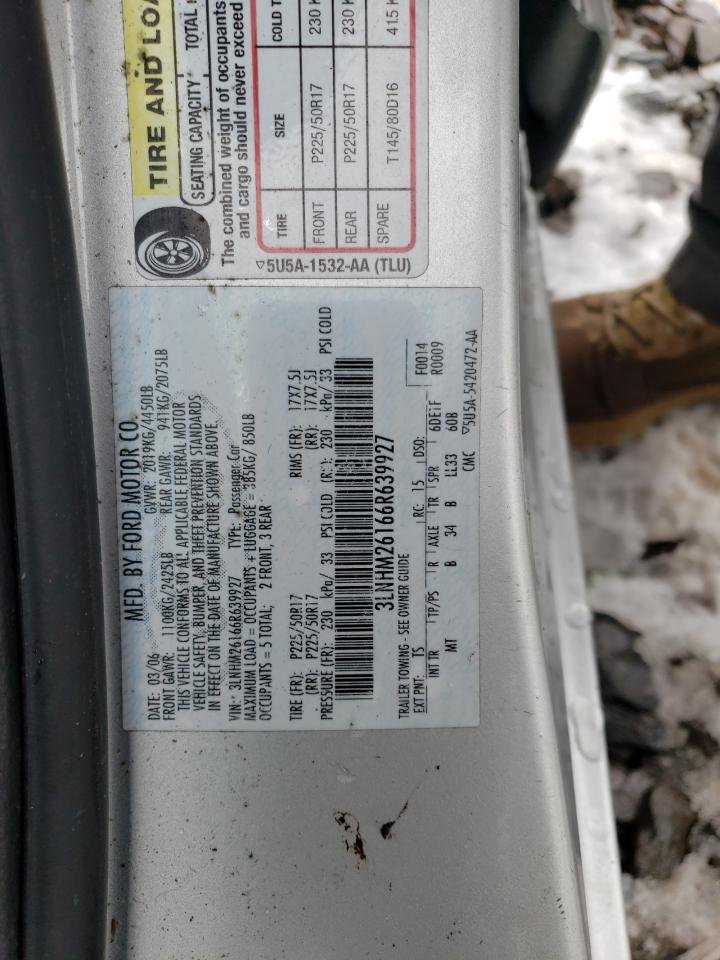 TIRE AND LOA
SEATING CAPACITY TOTAL
The combined weight of occupants
and cargo should never exceed
TIRE SIZE COLD T
FRONT P225/50R17 230 K
REAR P225/50R17 230 K
SPARE T145/80D16 415 K
▽5U5A-1532-AA (TLU)
MFD. BY FORD MOTOR CO.
DATE: 03/06 GVWR: 2019KG/4450LB
FRONT GAWR: 1100KG/2425LB REAR GAWR: 941KG/2075LB
THIS VEHICLE CONFORMS TO ALL APPLICABLE FEDERAL MOTOR
VEHICLE SAFETY, BUMPER, AND THEFT PREVENTION STANDARDS
IN EFFECT ON THE DATE OF MANUFACTURE SHOWN ABOVE.
VIN: 3LNHM26166R639927 TYPE: Passenger Car
MAXIMUM LOAD = OCCUPANTS + LUGGAGE = 385KG/ 850LB
OCCUPANTS = 5 TOTAL; 2 FRONT, 3 REAR
TIRE (FR): P225/50R17 RIMS (FR): 17X7.5J
(RR): P225/50R17 (RR): 17X7.5J
PRESSURE (FR): 230 kPa/ 33 PSI COLD 230 kPa/ 33 PSI COLD
3LNHM26166R639927
TRAILER TOWING - SEE OWNER GUIDE
EXT PNT: TS RC: 15 DSO: F0014
INT TR TP/PS R AXLE TR SPR 6DE1F R0009
MT B 34 B LL33 60B
CMC ▽5U5A-5420472-AA